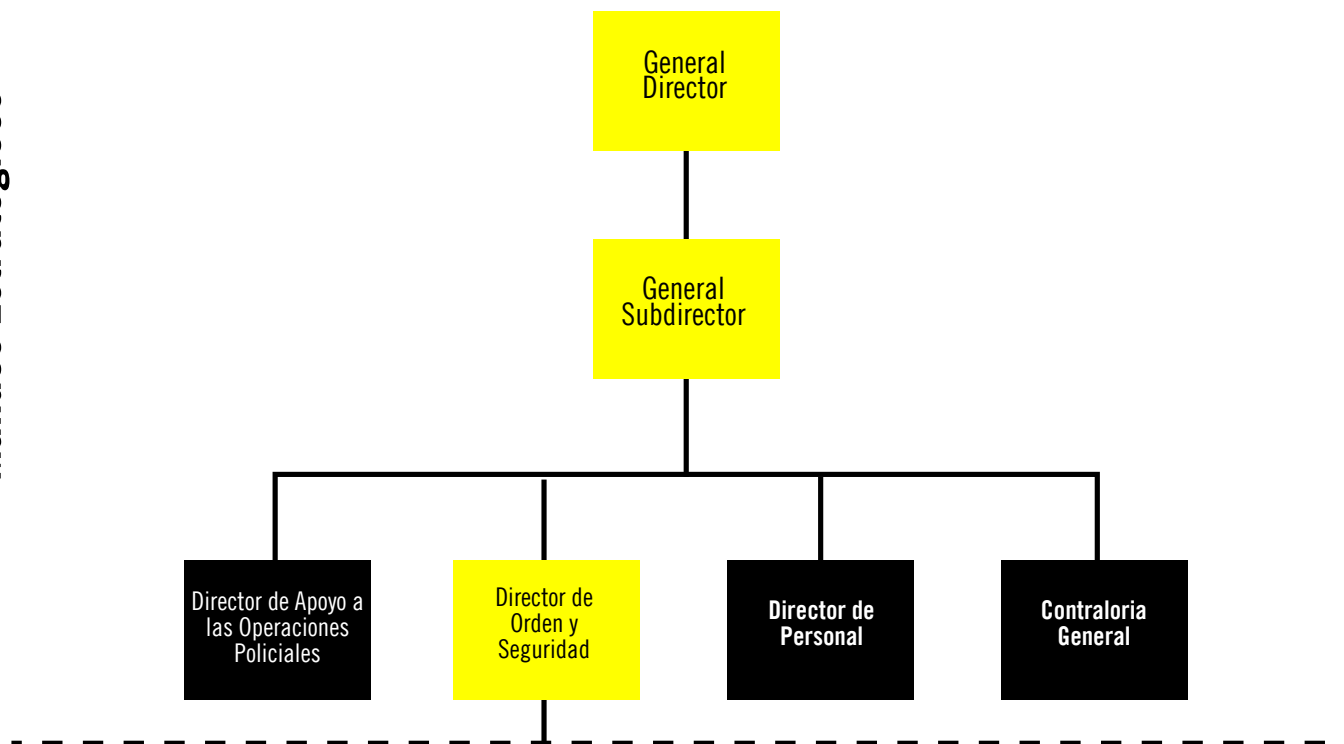 General
Director
General
Subdirector
Director de Apoyo a
las Operaciones
Policiales
Director de
Orden y
Seguridad
Director de
Personal
Contraloria
General